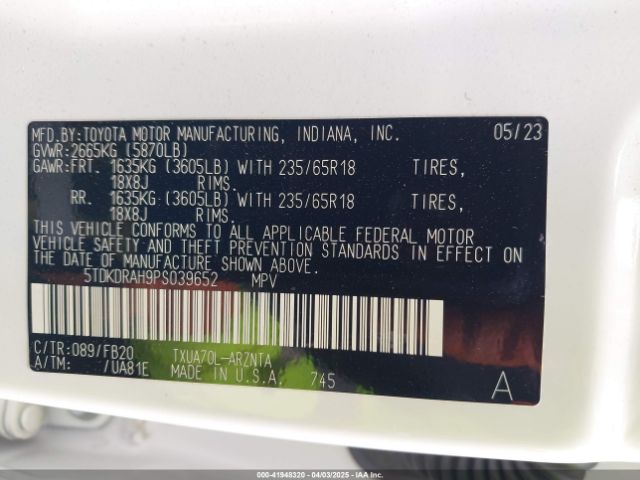 MFD.BY:TOYOTA MOTOR MANUFACTURING, INDIANA, INC. 05/23
GVWR:2665KG (5870LB)
GAWR:FRT. 1635KG (3605LB) WITH 235/65R18 TIRES,
18X8J RIMS.
RR. 1635KG (3605LB) WITH 235/65R18 TIRES,
18X8J RIMS.
THIS VEHICLE CONFORMS TO ALL APPLICABLE FEDERAL MOTOR
VEHICLE SAFETY AND THEFT PREVENTION STANDARDS IN EFFECT ON
THE DATE OF MANUFACTURE SHOWN ABOVE.
5TDKDRAH9PS039652 MPV
C/TR:089/FB20 TXUA70L-ARZNTA
A/TM: /UA81E MADE IN U.S.A. 745 A
000-41948320 - 04/03/2025 - IAA Inc. - Copart